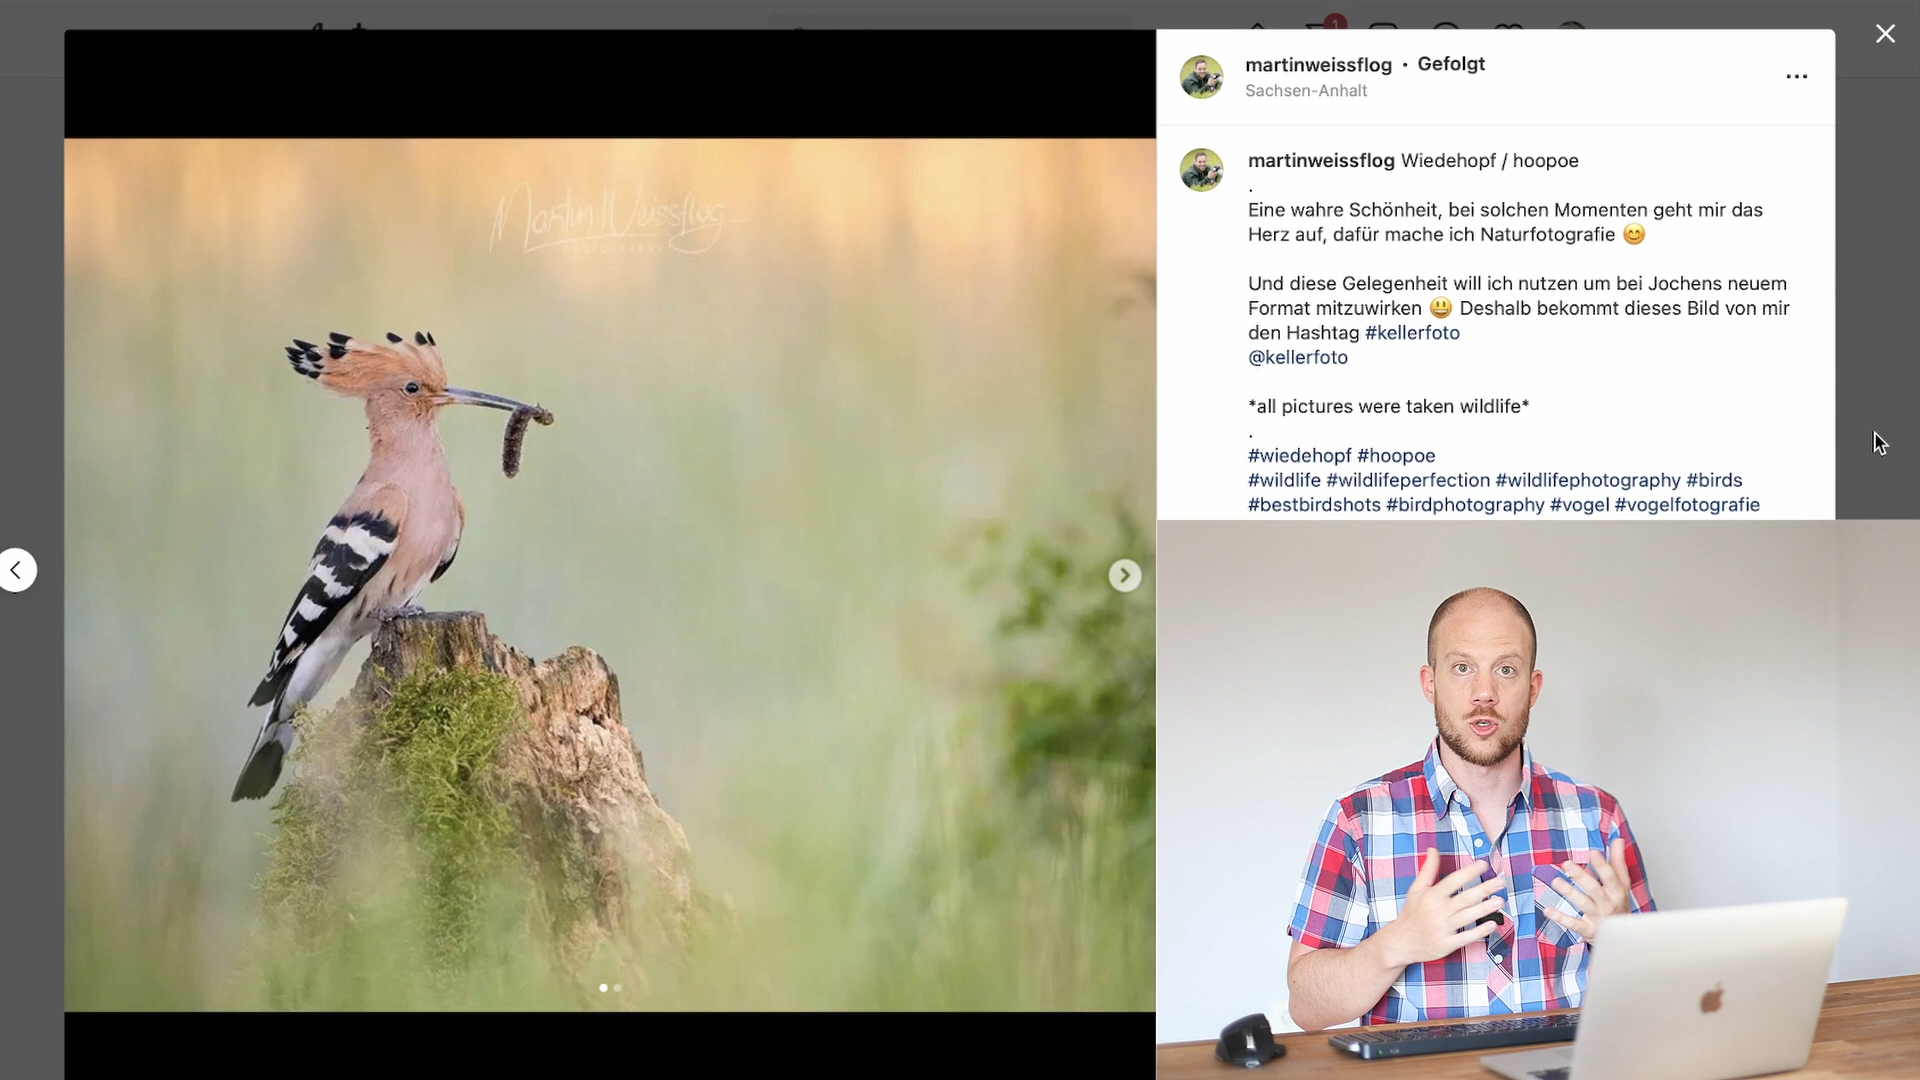 1
martinweissflog • Gefolgt
Sachsen-Anhalt
Martin Weissflog
martinweissflog Wiedehopf / hoopoe
.
Eine wahre Schönheit, bei solchen Momenten geht mir das
Herz auf, dafür mache ich Naturfotografie 😊
Und diese Gelegenheit will ich nutzen um bei Jochens neuem
Format mitzuwirken 😃 Deshalb bekommt dieses Bild von mir
den Hashtag #kellerfoto
@kellerfoto
*all pictures were taken wildlife*
.
#wiedehopf #hoopoe
#wildlife #wildlifeperfection #wildlifephotography #birds
#bestbirdshots #birdphotography #vogel #vogelfotografie